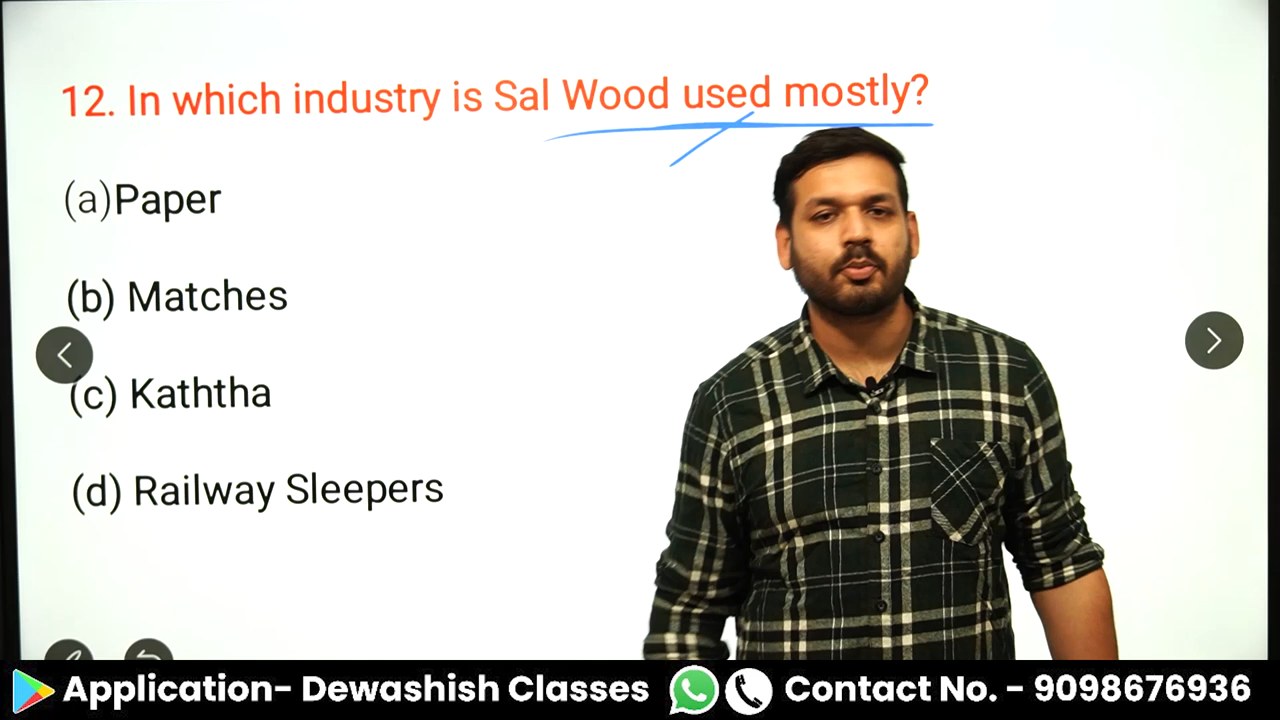 12. In which industry is Sal Wood used mostly?
(a)Paper
(b) Matches
(c) Kaththa
(d) Railway Sleepers
Application- Dewashish Classes Contact No. - 9098676936